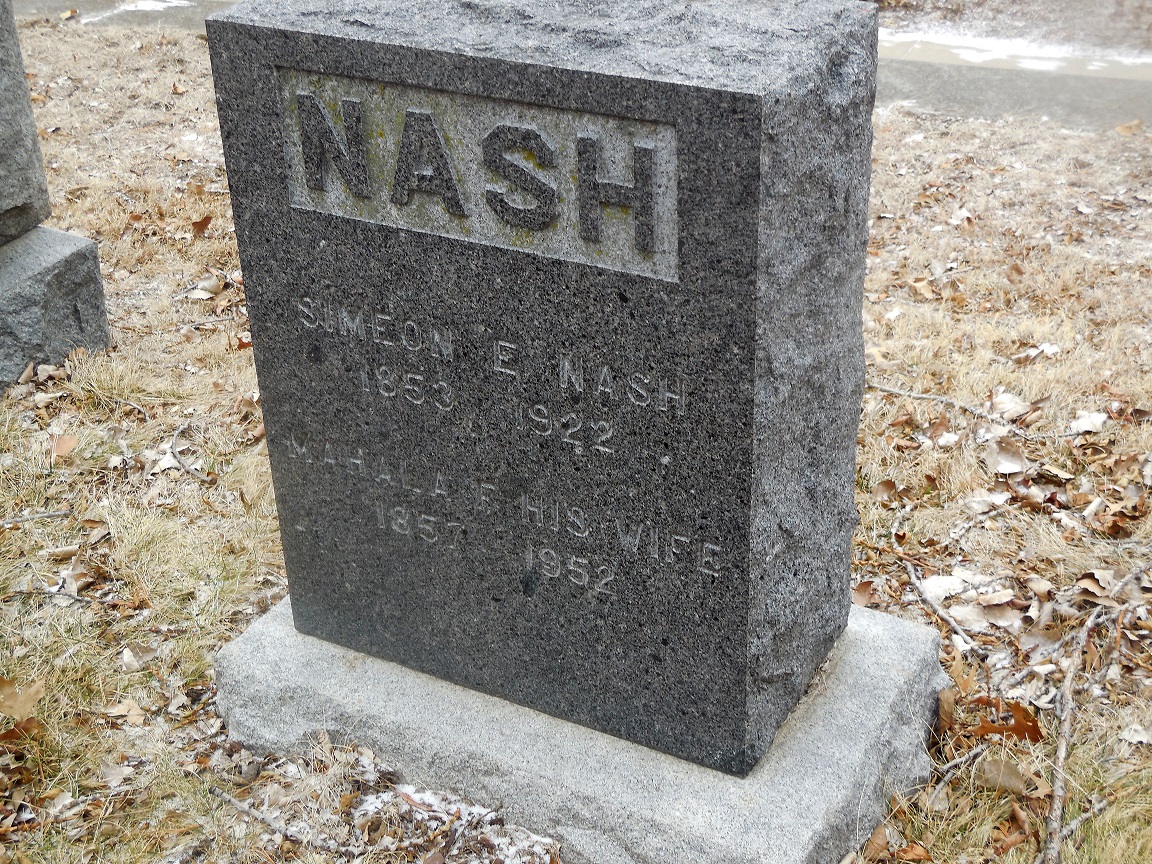 NASH
SIMEON E. NASH
1853 - 1922
MAHALA F. HIS WIFE
1857 - 1952